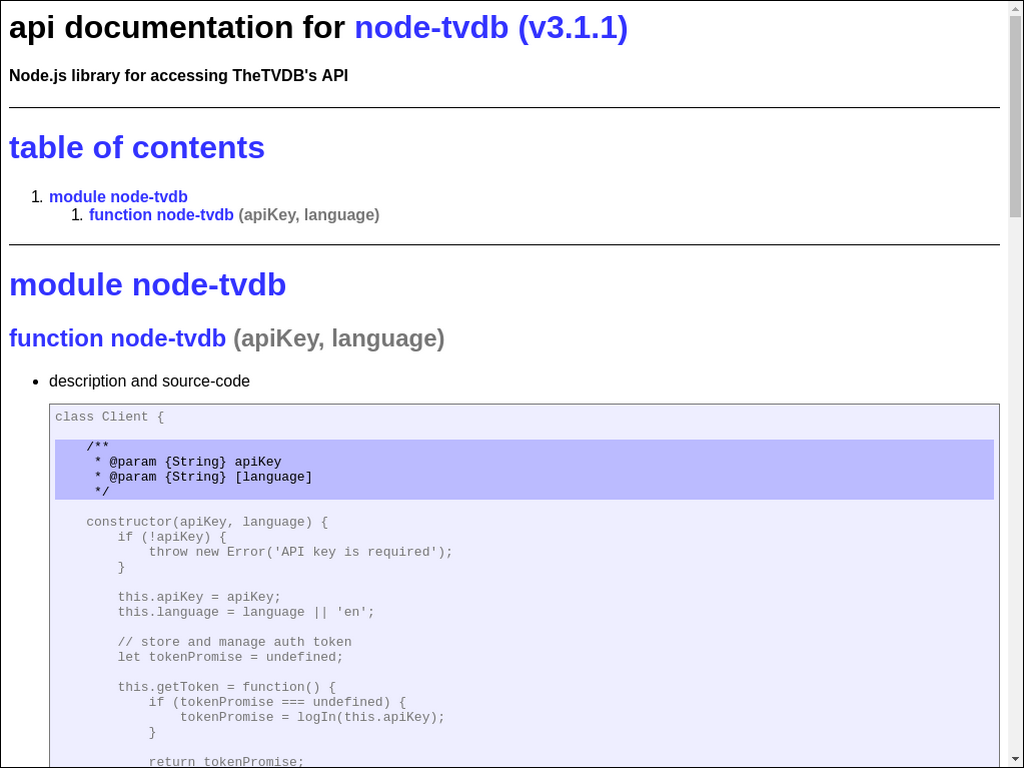 api documentation for node-tvdb (v3.1.1)
Node.js library for accessing TheTVDB's API
table of contents
1. module node-tvdb
1. function node-tvdb (apiKey, language)
module node-tvdb
function node-tvdb (apiKey, language)
• description and source-code
class Client {
    /**
     * @param {String} apiKey
     * @param {String} [language]
     */
    constructor(apiKey, language) {
        if (!apiKey) {
            throw new Error('API key is required');
        }
        this.apiKey = apiKey;
        this.language = language || 'en';
        // store and manage auth token
        let tokenPromise = undefined;
        this.getToken = function() {
            if (tokenPromise === undefined) {
                tokenPromise = logIn(this.apiKey);
            }
            return tokenPromise;